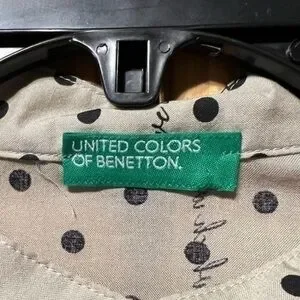 UNITED COLORS
OF BENETTON.